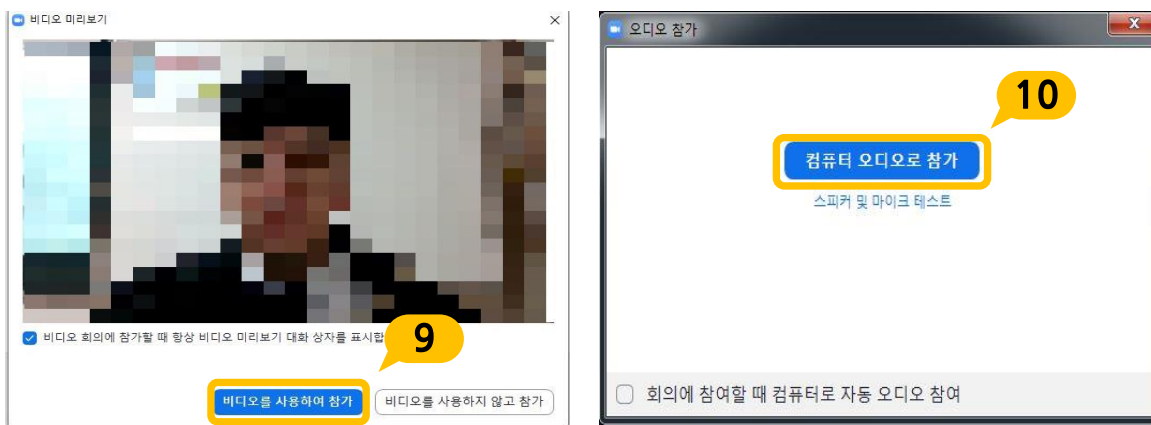 비디오 미리보기
비디오 회의에 참가할 때 항상 비디오 미리보기 대화 상자를 표시합
9
비디오를 사용하여 참가
비디오를 사용하지 않고 참가
오디오 참가
10
컴퓨터 오디오로 참가
스피커 및 마이크 테스트
회의에 참여할 때 컴퓨터로 자동 오디오 참여